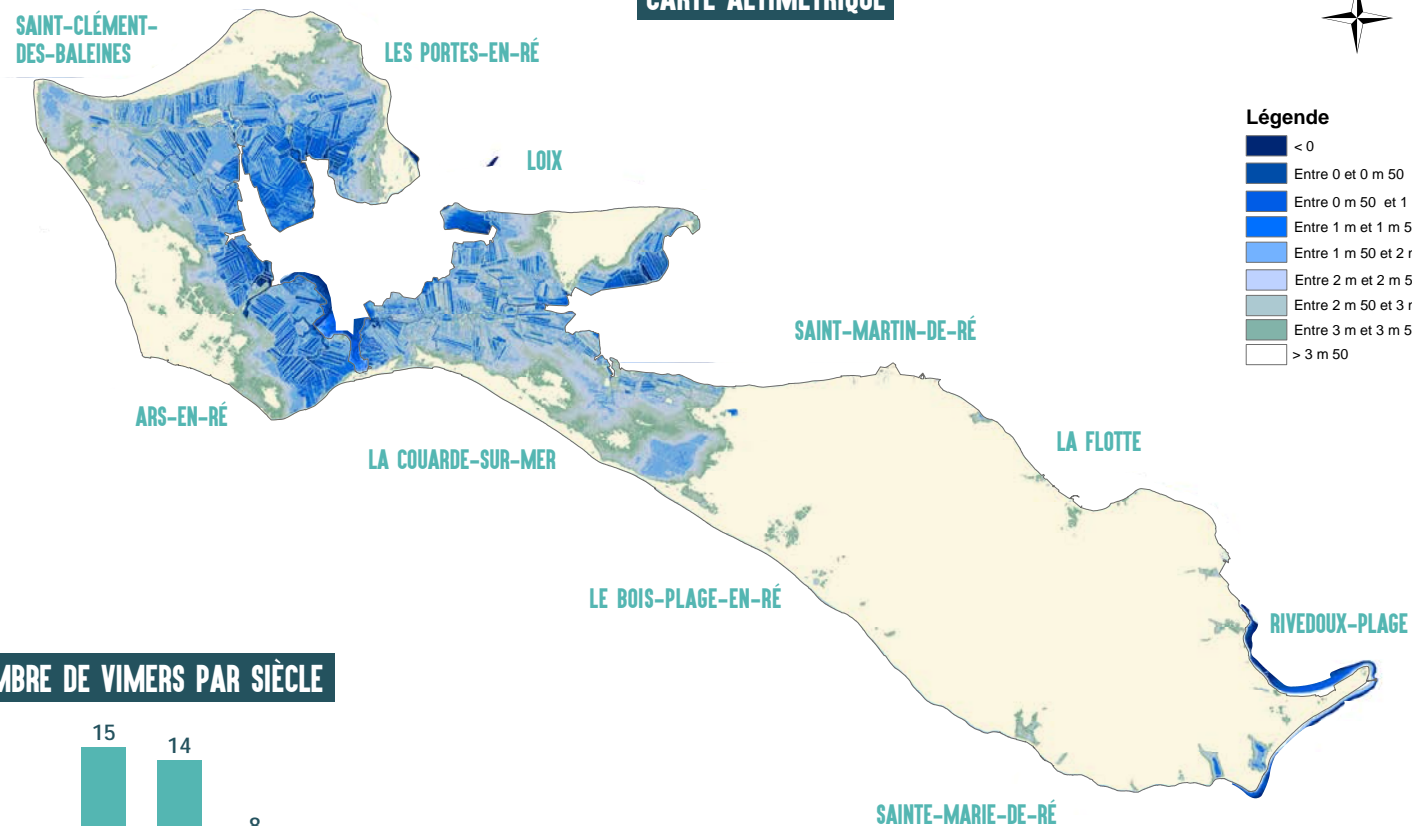 CARTE ALTIMÉTRIQUE
SAINT-CLÉMENT-
DES-BALEINES
LES PORTES-EN-RÉ
LOIX
Légende
< 0
Entre 0 et 0 m 50
Entre 0 m 50 et 1
Entre 1 m et 1 m 5
Entre 1 m 50 et 2
Entre 2 m et 2 m 5
Entre 2 m 50 et 3
Entre 3 m et 3 m 5
> 3 m 50
SAINT-MARTIN-DE-RÉ
ARS-EN-RÉ
LA COUARDE-SUR-MER
LA FLOTTE
LE BOIS-PLAGE-EN-RÉ
RIVEDOUX-PLAGE
MBRE DE VIMERS PAR SIÈCLE
15
14
8
SAINTE-MARIE-DE-RÉ